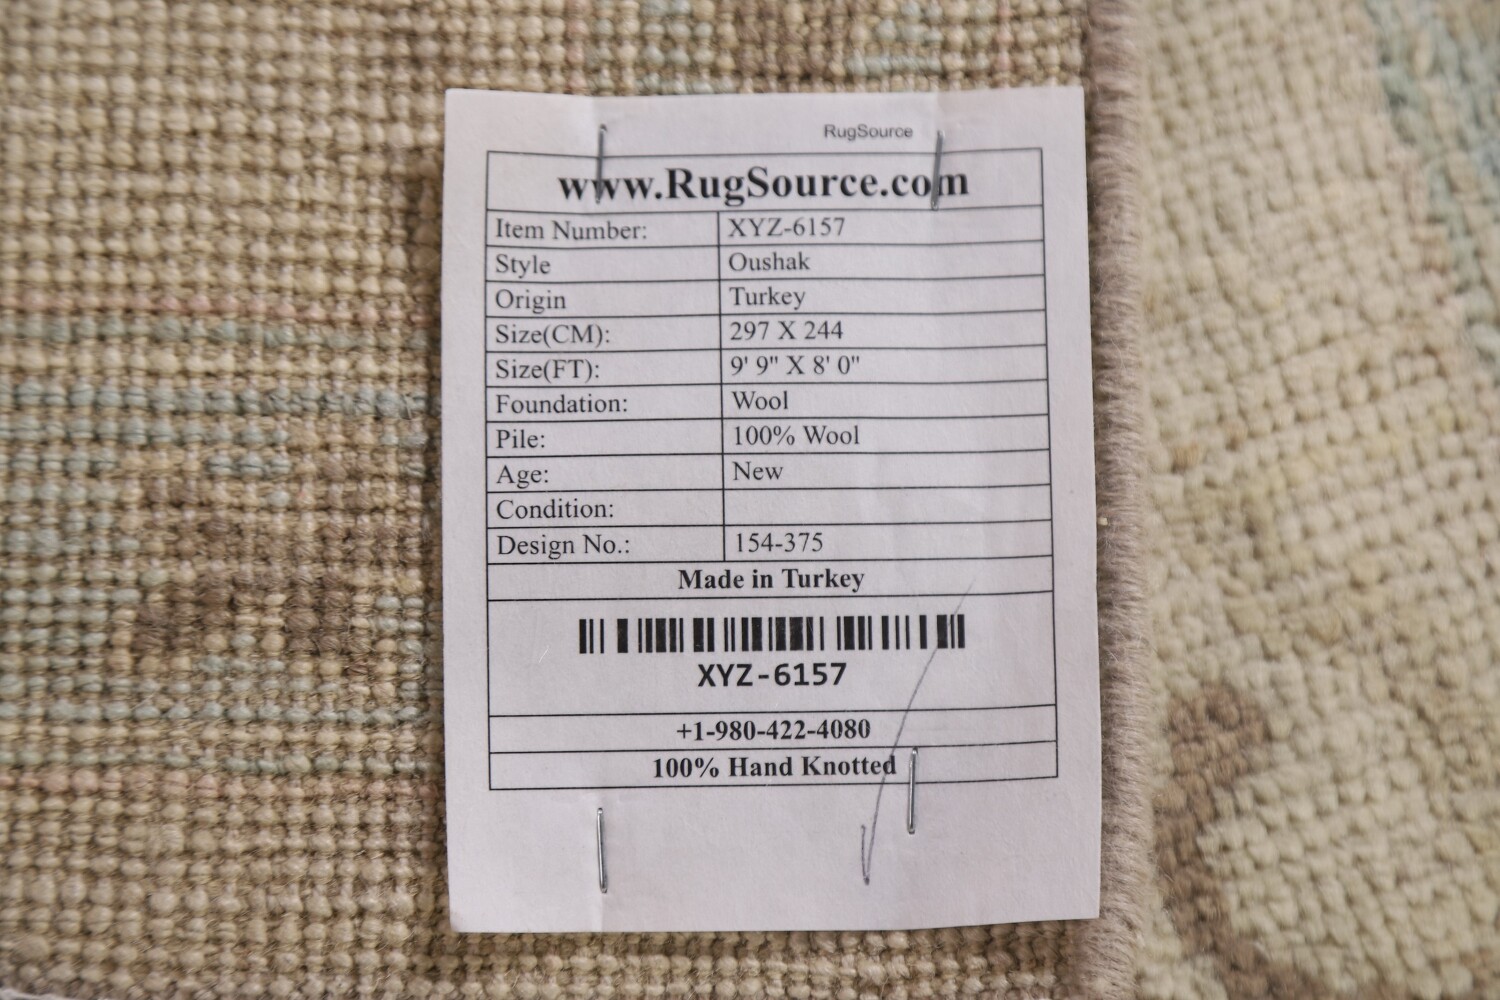 RugSource
www.RugSource.com
Item Number: XYZ-6157
Style Oushak
Origin Turkey
Size(CM): 297 X 244
Size(FT): 9' 9" X 8' 0"
Foundation: Wool
Pile: 100% Wool
Age: New
Condition:
Design No.: 154-375
Made in Turkey
XYZ-6157
+1-980-422-4080
100% Hand Knotted